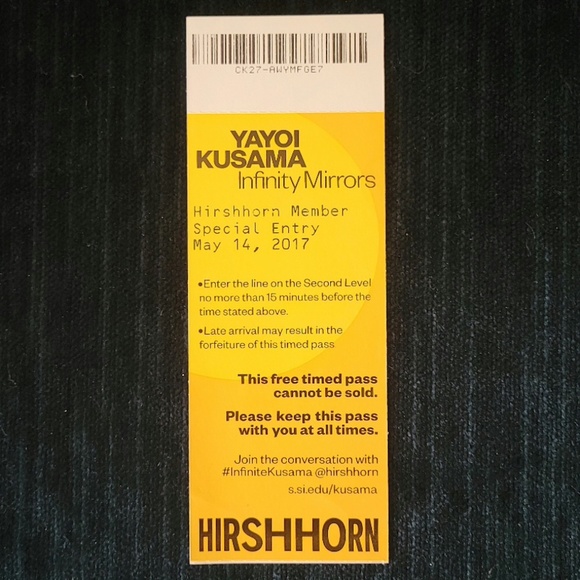 CK27-AWYMFGE7
YAYOI
KUSAMA
Infinity Mirrors
Hirshhorn Member
Special Entry
May 14, 2017
•Enter the line on the Second Level
no more than 15 minutes before the
time stated above.
•Late arrival may result in the
forfeiture of this timed pass
This free timed pass
cannot be sold.
Please keep this pass
with you at all times.
Join the conversation with
#InfiniteKusama @hirshhorn
s.si.edu/kusama
HIRSHHORN